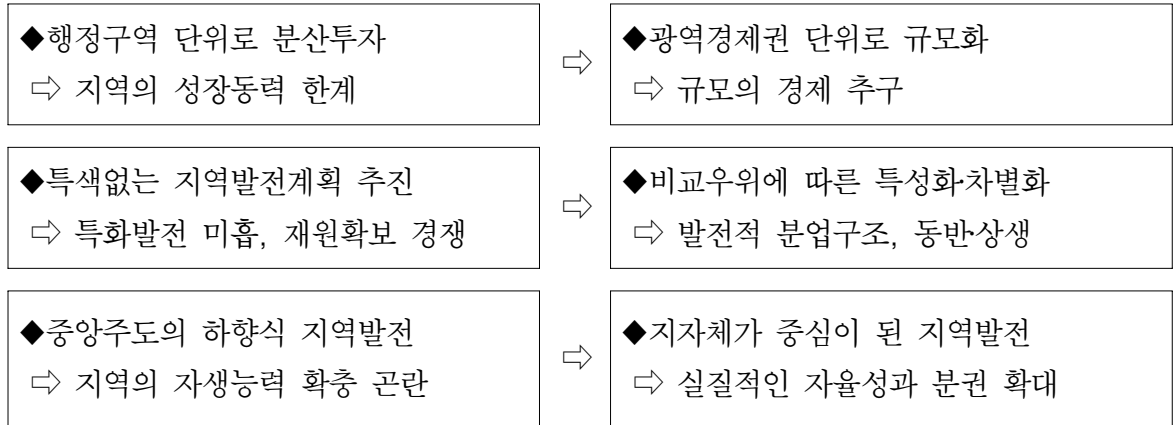 ◆행정구역 단위로 분산투자
⇨ 지역의 성장동력 한계
⇨
◆광역경제권 단위로 규모화
⇨ 규모의 경제 추구
◆특색없는 지역발전계획 추진
⇨ 특화발전 미흡, 재원확보 경쟁
⇨
◆비교우위에 따른 특성화·차별화
⇨ 발전적 분업구조, 동반·상생
◆중앙주도의 하향식 지역발전
⇨ 지역의 자생능력 확충 곤란
⇨
◆지자체가 중심이 된 지역발전
⇨ 실질적인 자율성과 분권 확대